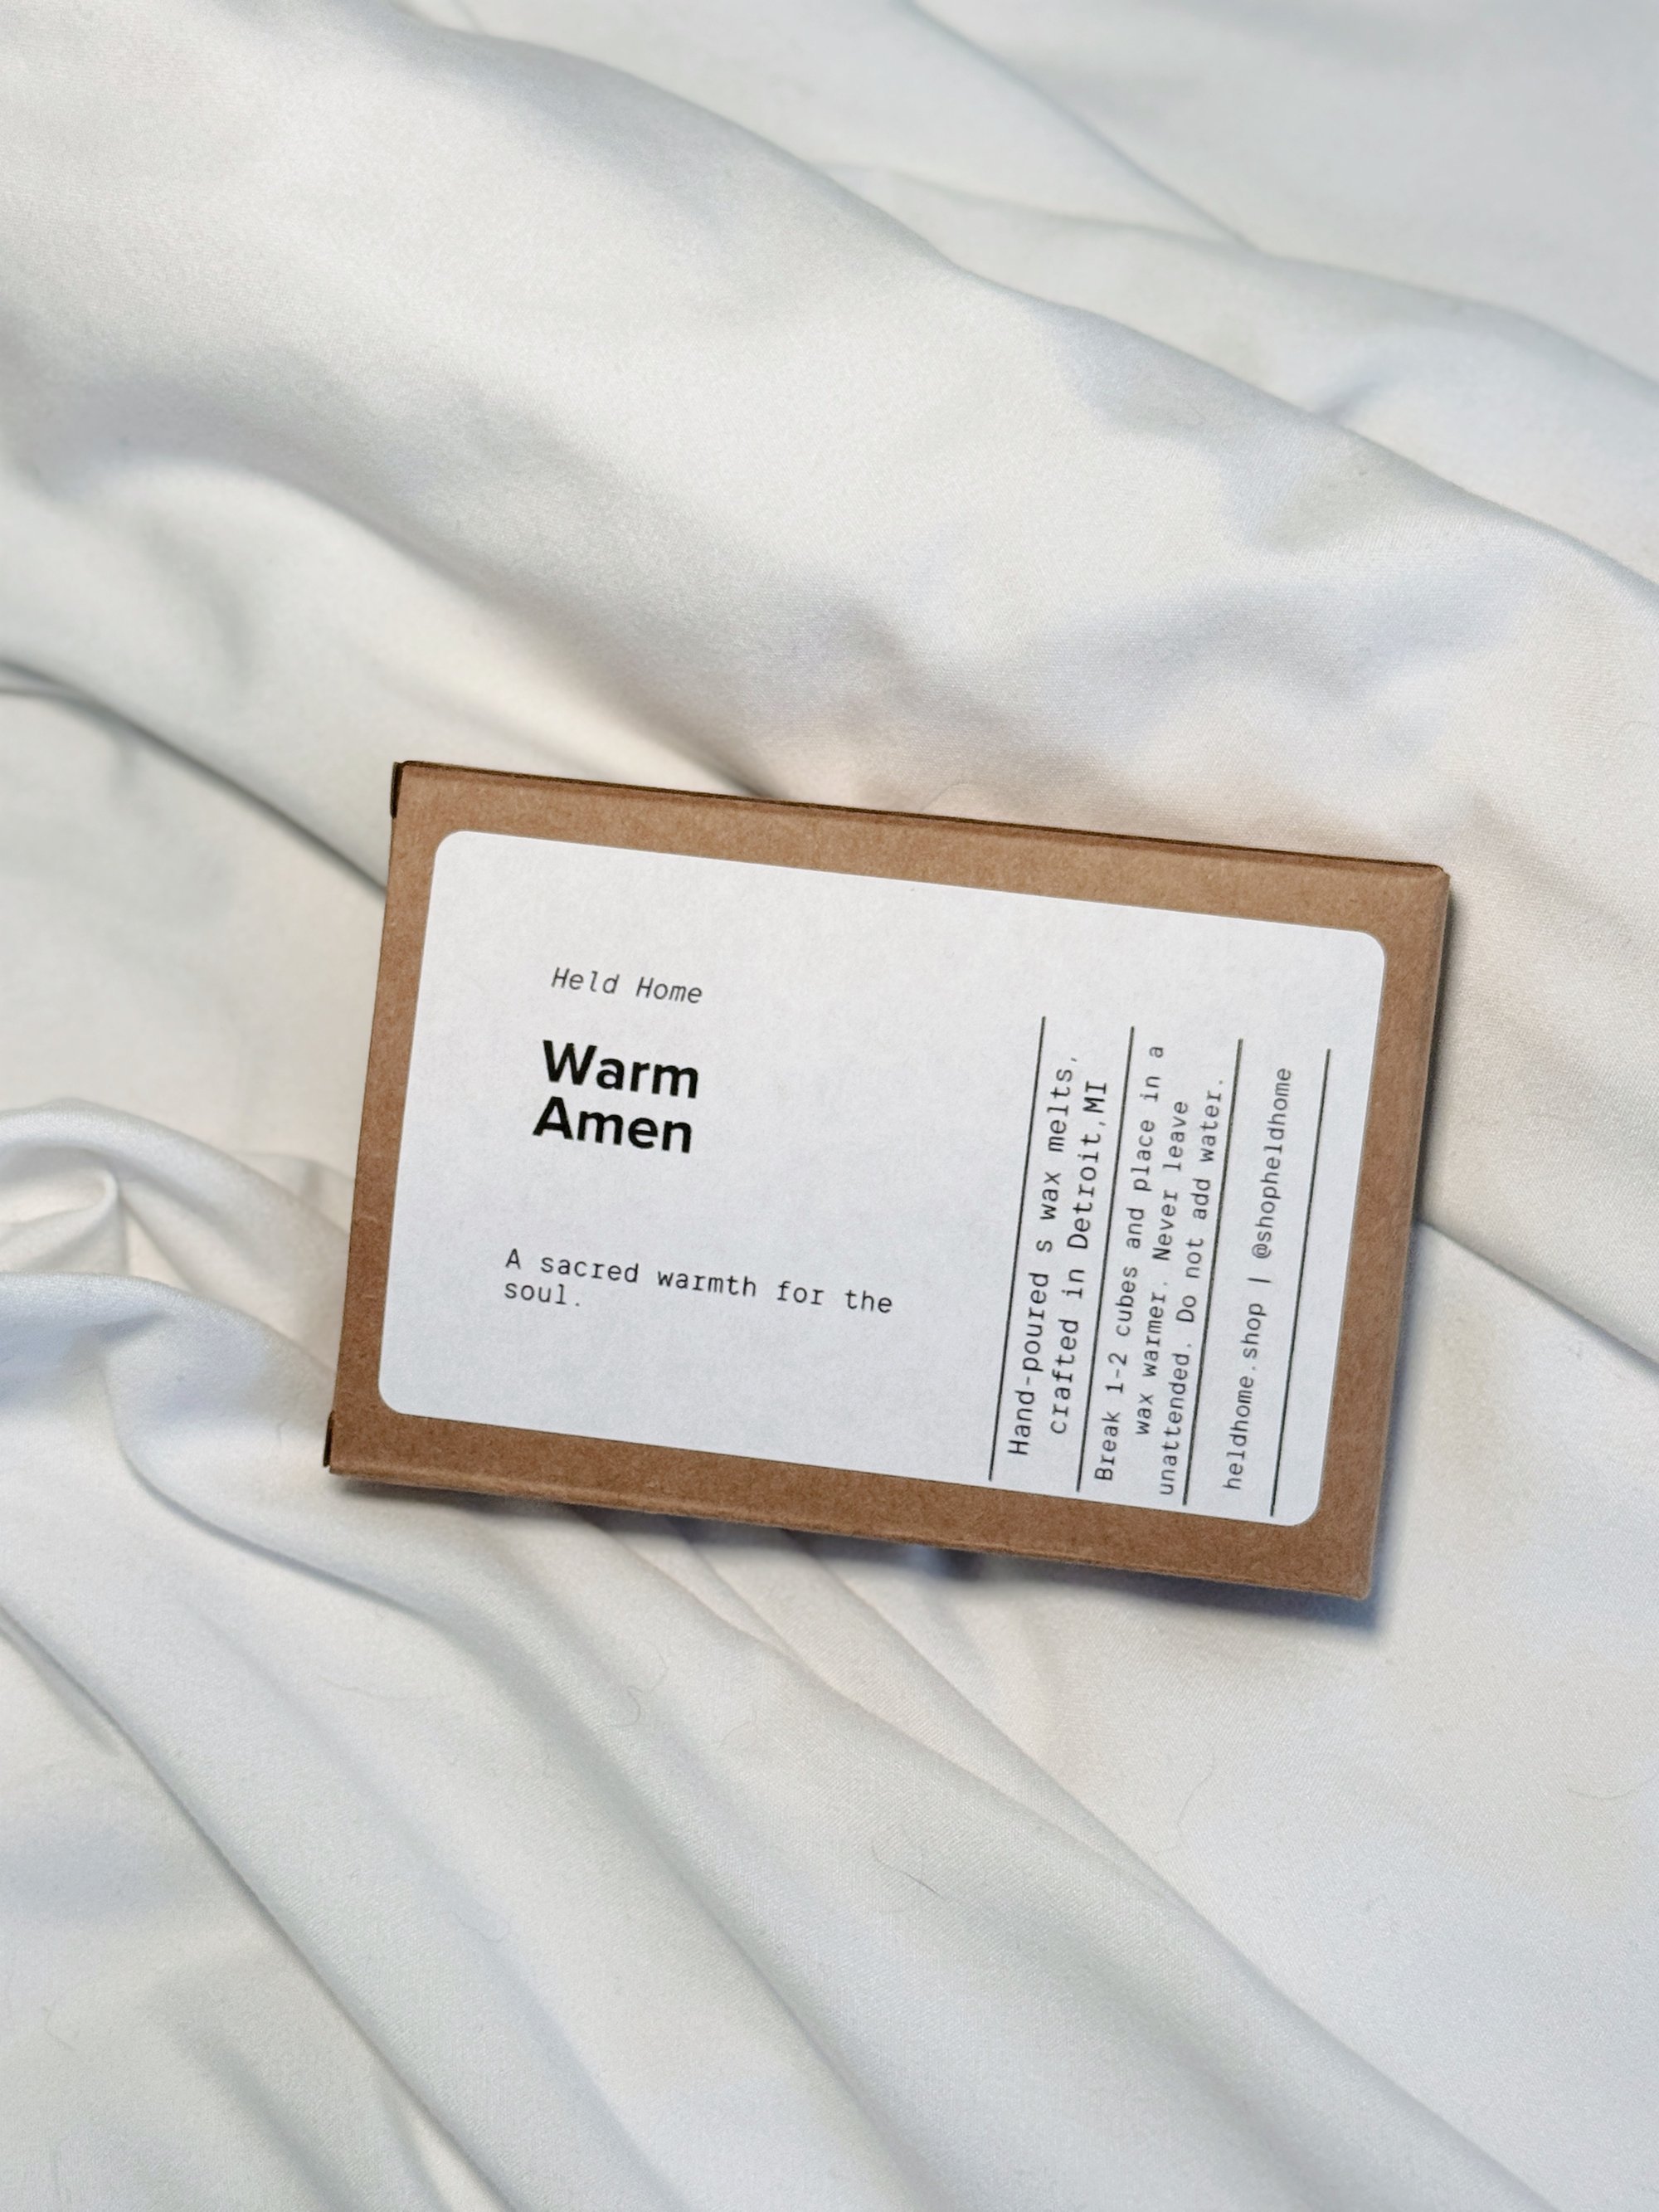 Held Home
Warm
Amen
A sacred warmth for the
soul.
Hand-poured s wax melts,
crafted in Detroit,MI
Break 1-2 cubes and place in a
wax warmer. Never leave
unattended. Do not add water.
heldhome.shop | @shopheldhome